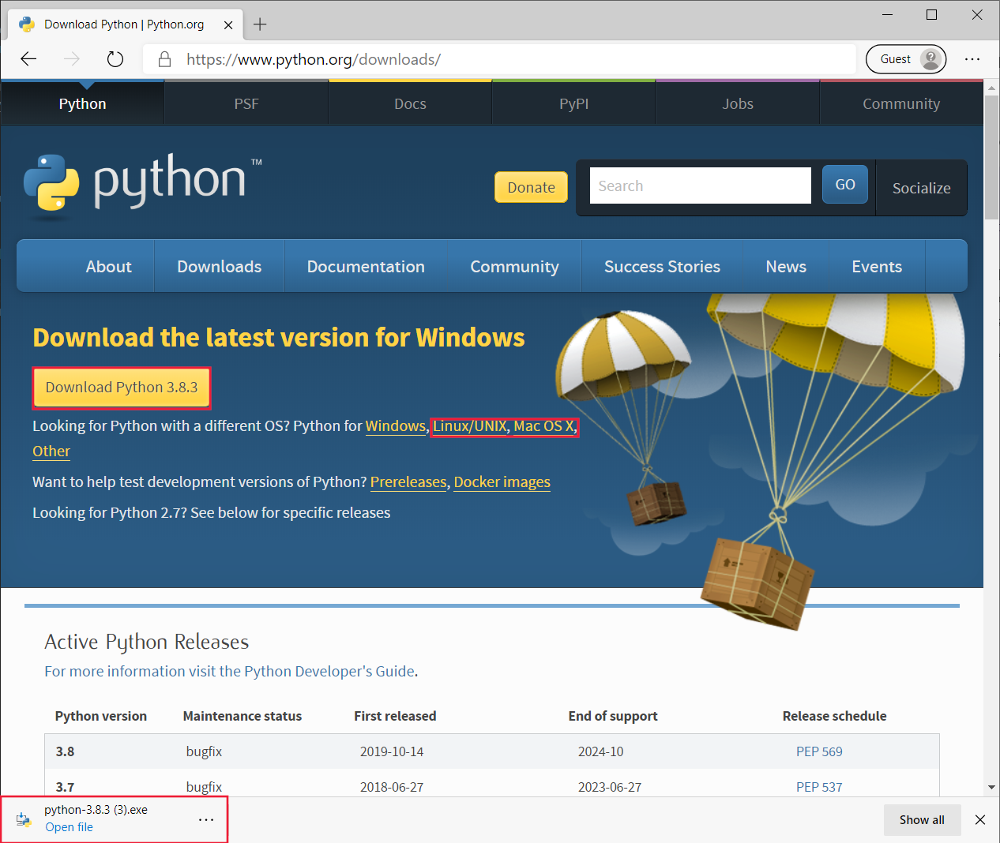 Download Python | Python.org
https://www.python.org/downloads/
Guest
Python PSF Docs PyPI Jobs Community
python™
Donate
Search
GO
Socialize
About Downloads Documentation Community Success Stories News Events
Download the latest version for Windows
Download Python 3.8.3
Looking for Python with a different OS? Python for Windows, Linux/UNIX, Mac OS X,
Other
Want to help test development versions of Python? Prereleases, Docker images
Looking for Python 2.7? See below for specific releases
Active Python Releases
For more information visit the Python Developer's Guide.
Python version Maintenance status First released End of support Release schedule
3.8 bugfix 2019-10-14 2024-10 PEP 569
3.7 bugfix 2018-06-27 2023-06-27 PEP 537
python-3.8.3 (3).exe
Open file
Show all